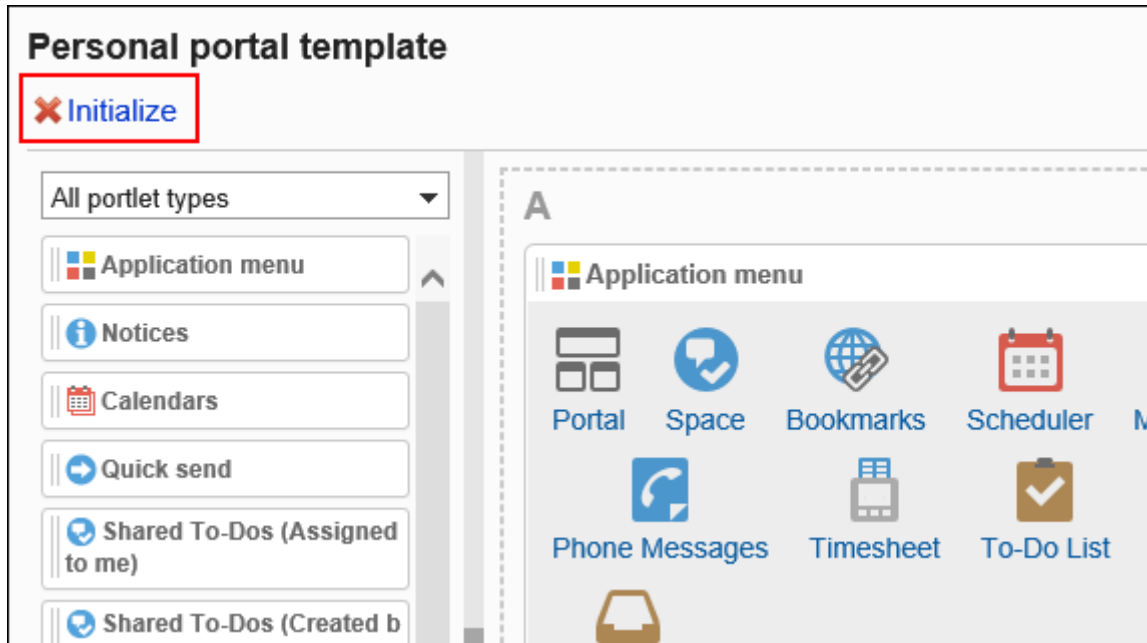 Personal portal template
Initialize
All portlet types
Application menu
Notices
Calendars
Quick send
Shared To-Dos (Assigned
to me)
Shared To-Dos (Created b
A
Application menu
Portal Space Bookmarks Scheduler M
Phone Messages Timesheet To-Do List